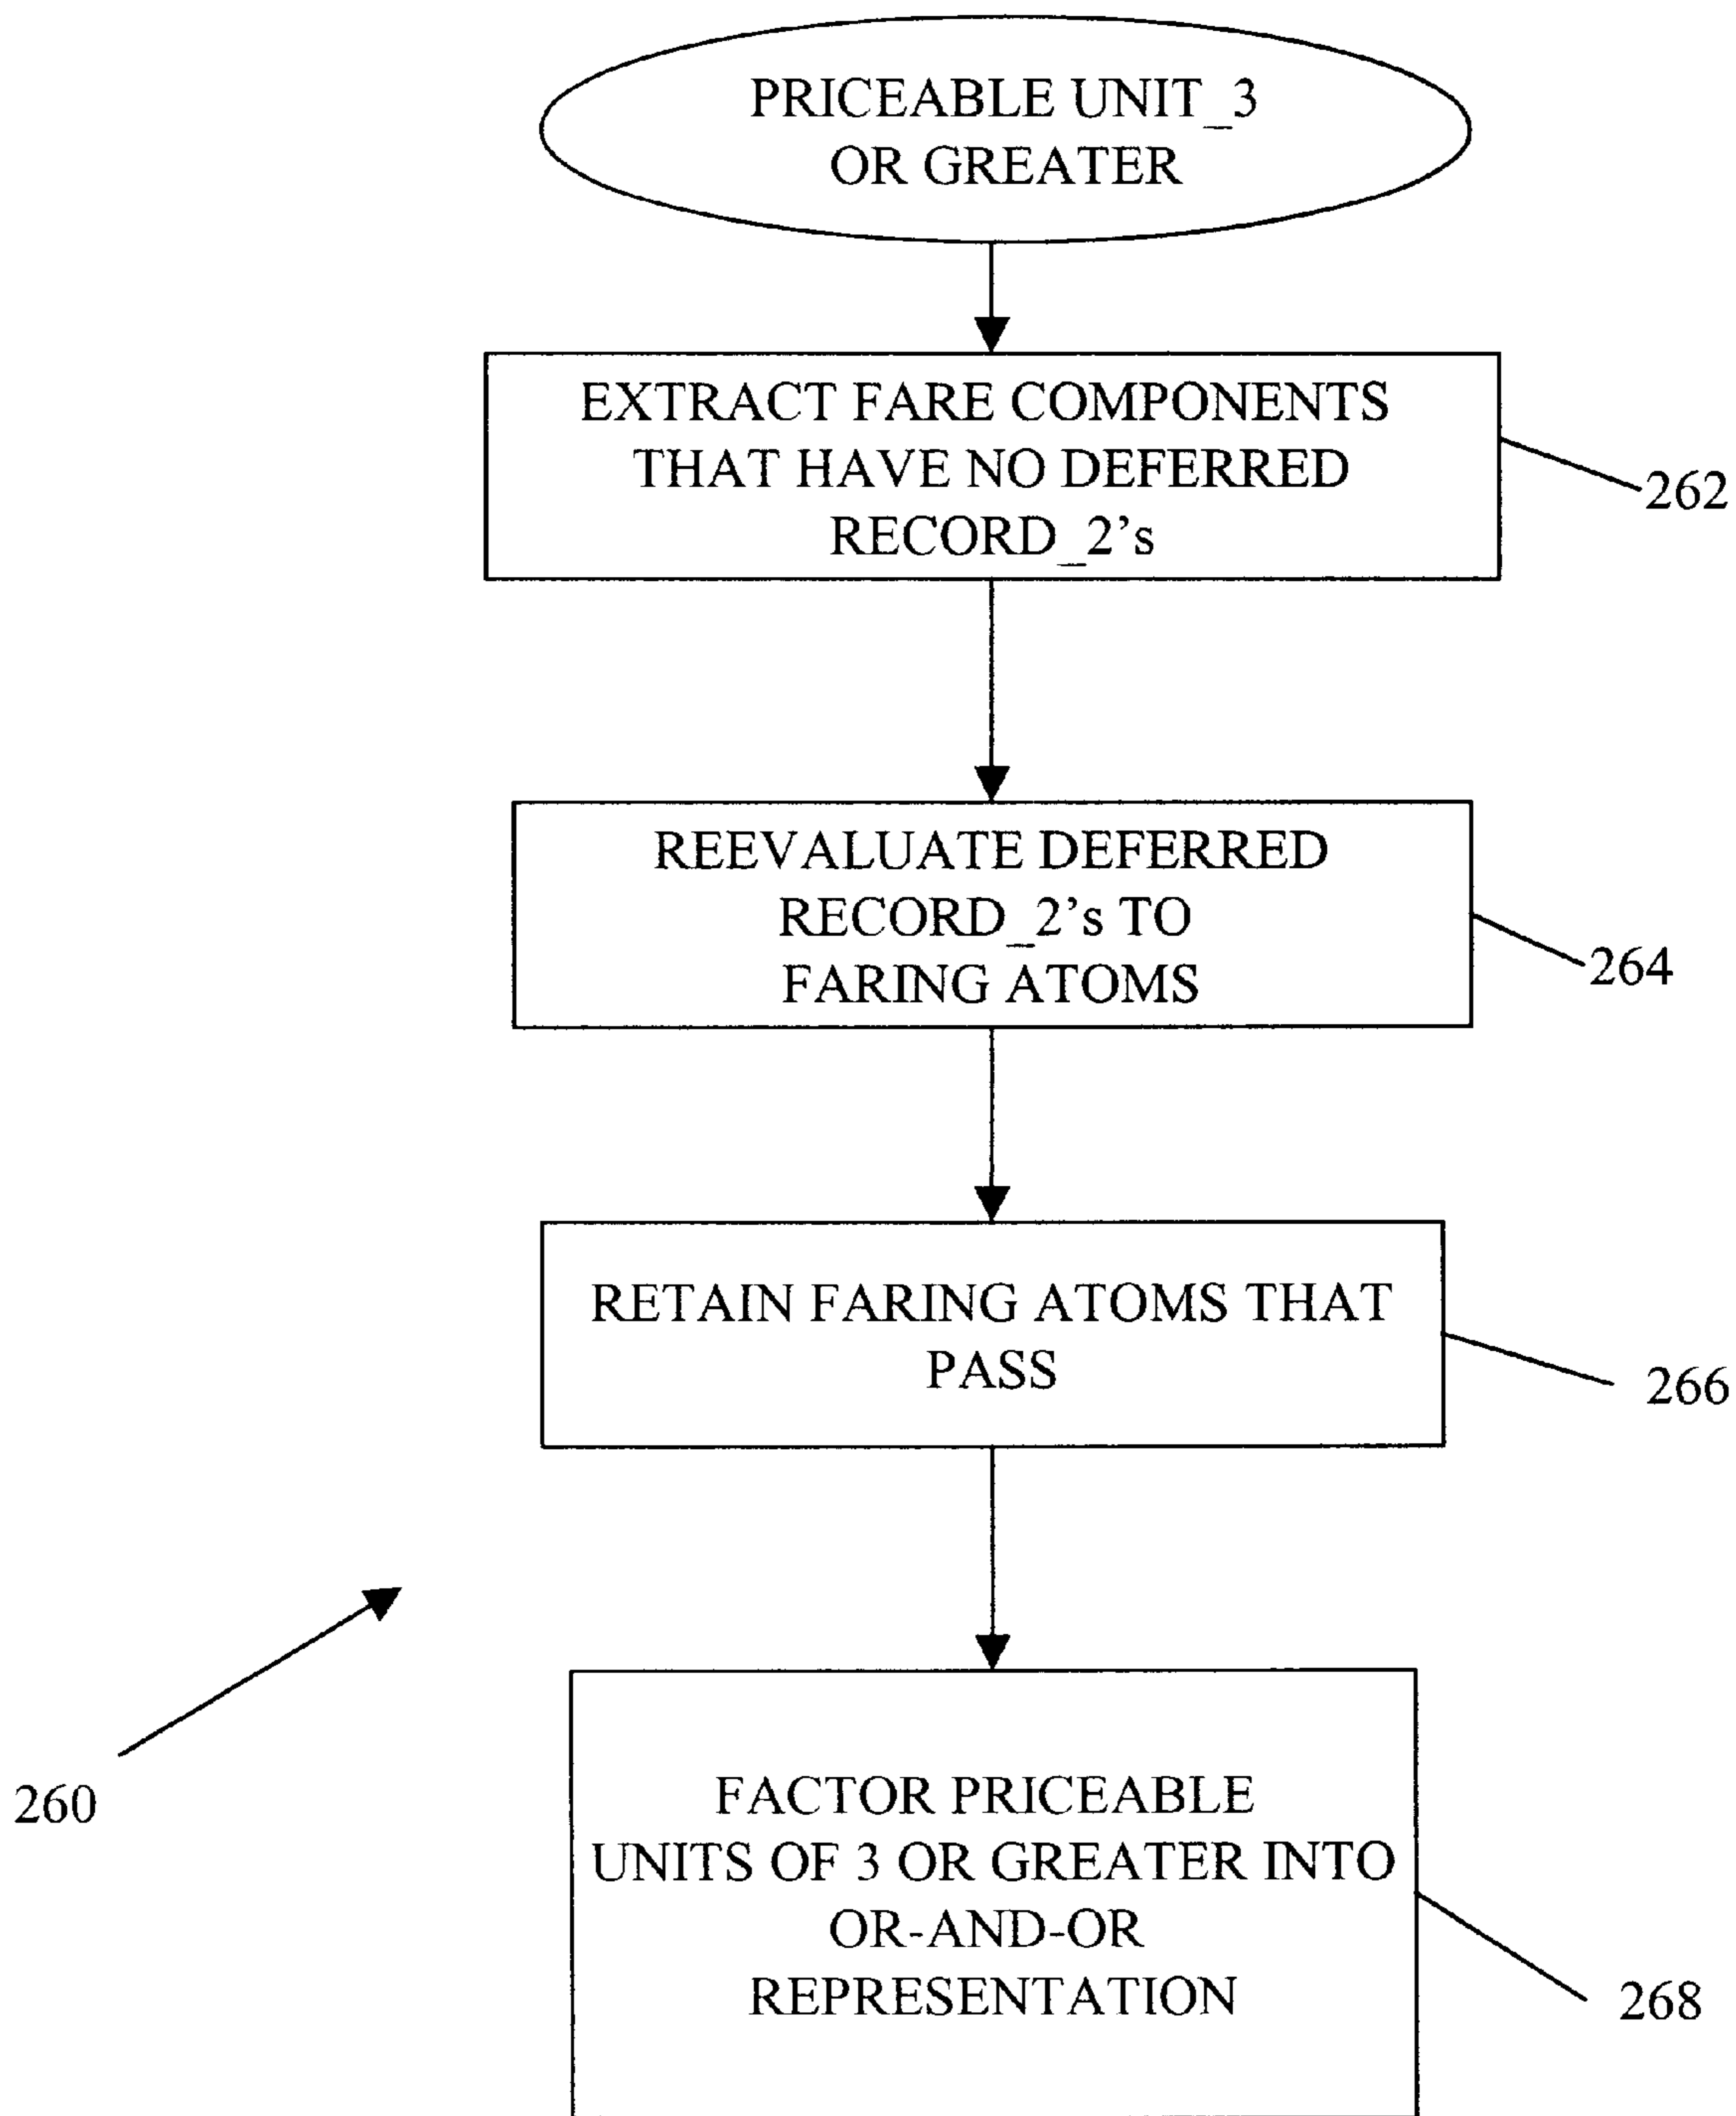 PRICEABLE UNIT_3
OR GREATER
EXTRACT FARE COMPONENTS
THAT HAVE NO DEFERRED
RECORD_2’s
262
REEVALUATE DEFERRED
RECORD_2’s TO
FARING ATOMS
264
RETAIN FARING ATOMS THAT
PASS
266
260
FACTOR PRICEABLE
UNITS OF 3 OR GREATER INTO
OR-AND-OR
REPRESENTATION
268